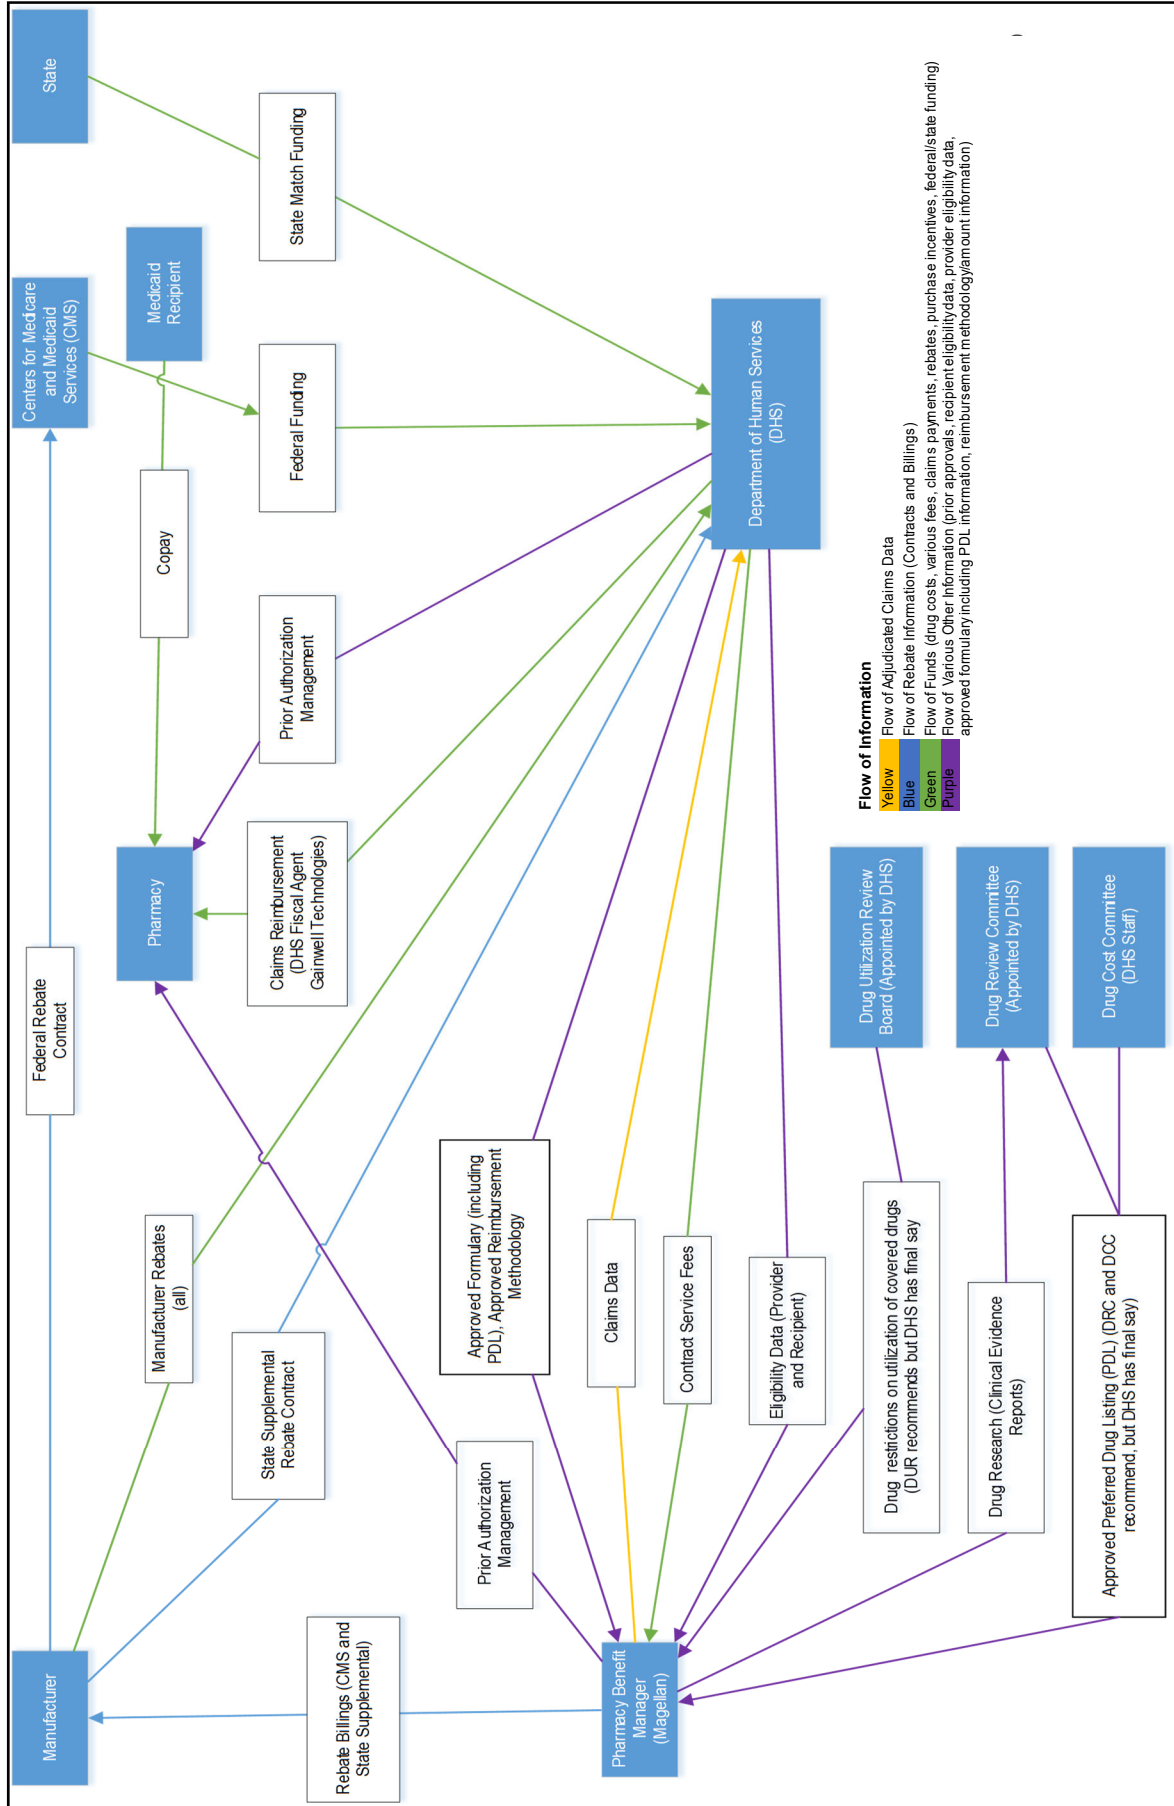 Manufacturer
Federal Rebate
Contract
Centers for Medicare
and Medicaid
Services (CMS)
State
Medicaid
Recipient
Copay
Pharmacy
Manufacturer Rebates
(all)
State Supplemental
Rebate Contract
Rebate Billings (CMS and
State Supplemental)
Claims Reimbursement
(DHS Fiscal Agent
Gainwell Technologies)
Prior Authorization
Management
Federal Funding
State Match Funding
Prior Authorization
Management
Approved Formulary (including
PDL), Approved Reimbursement
Methodology
Claims Data
Contract Service Fees
Eligibility Data (Provider
and Recipient)
Pharmacy Benefit
Manager
(Magellan)
Department of Human Services
(DHS)
Drug restrictions on utilization of covered drugs
(DUR recommends but DHS has final say
Drug Utilization Review
Board (Appointed by DHS)
Drug Research (Clinical Evidence
Reports)
Drug Review Committee
(Appointed by DHS)
Approved Preferred Drug Listing (PDL) (DRC and DCC
recommend, but DHS has final say)
Drug Cost Committee
(DHS Staff)
Flow of Information
Yellow Flow of Adjudicated Claims Data
Blue Flow of Rebate Information (Contracts and Billings)
Green Flow of Funds (drug costs, various fees, claims payments, rebates, purchase incentives, federal/state funding)
Purple Flow of Various Other Information (prior approvals, recipient eligibility data, provider eligibility data,
approved formulary including PDL information, reimbursement methodology/amount information)